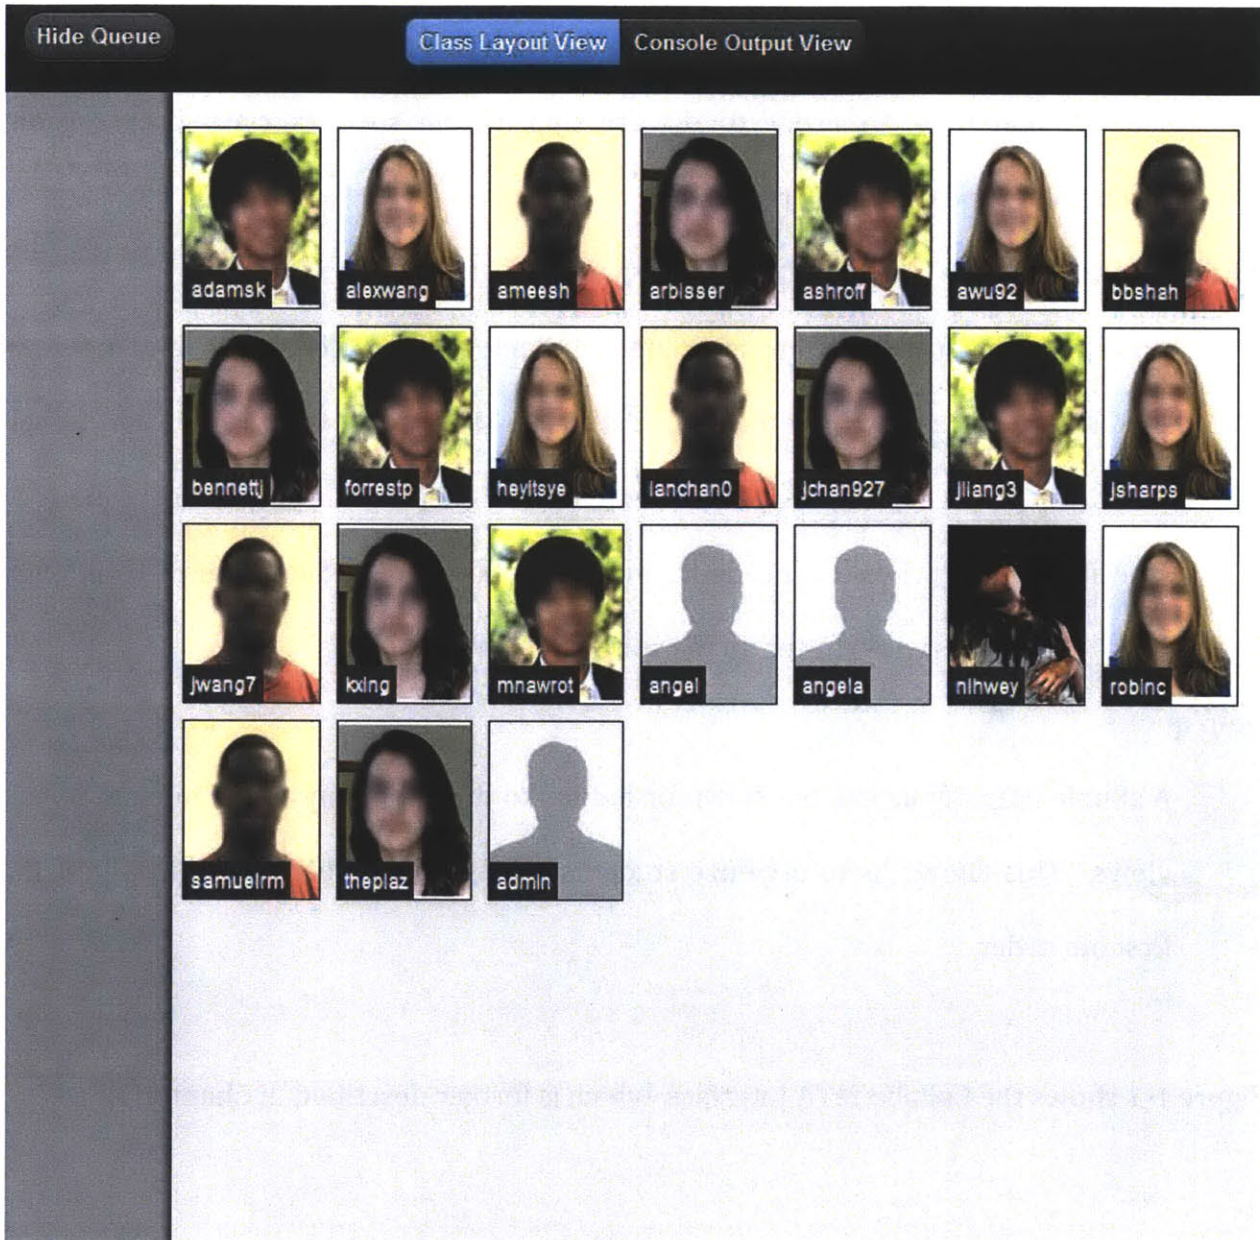 Hide Queue Class Layout View Console Output View
adamsk alexwang ameesh arbisser ashroff awu92 bbshah
bennettj forrestp heyitsye ianchan0 jchan927 jliang3 jsharps
jwang7 kxing mnawrot angel angela nihwey robinc
samuelrm theplaz admin